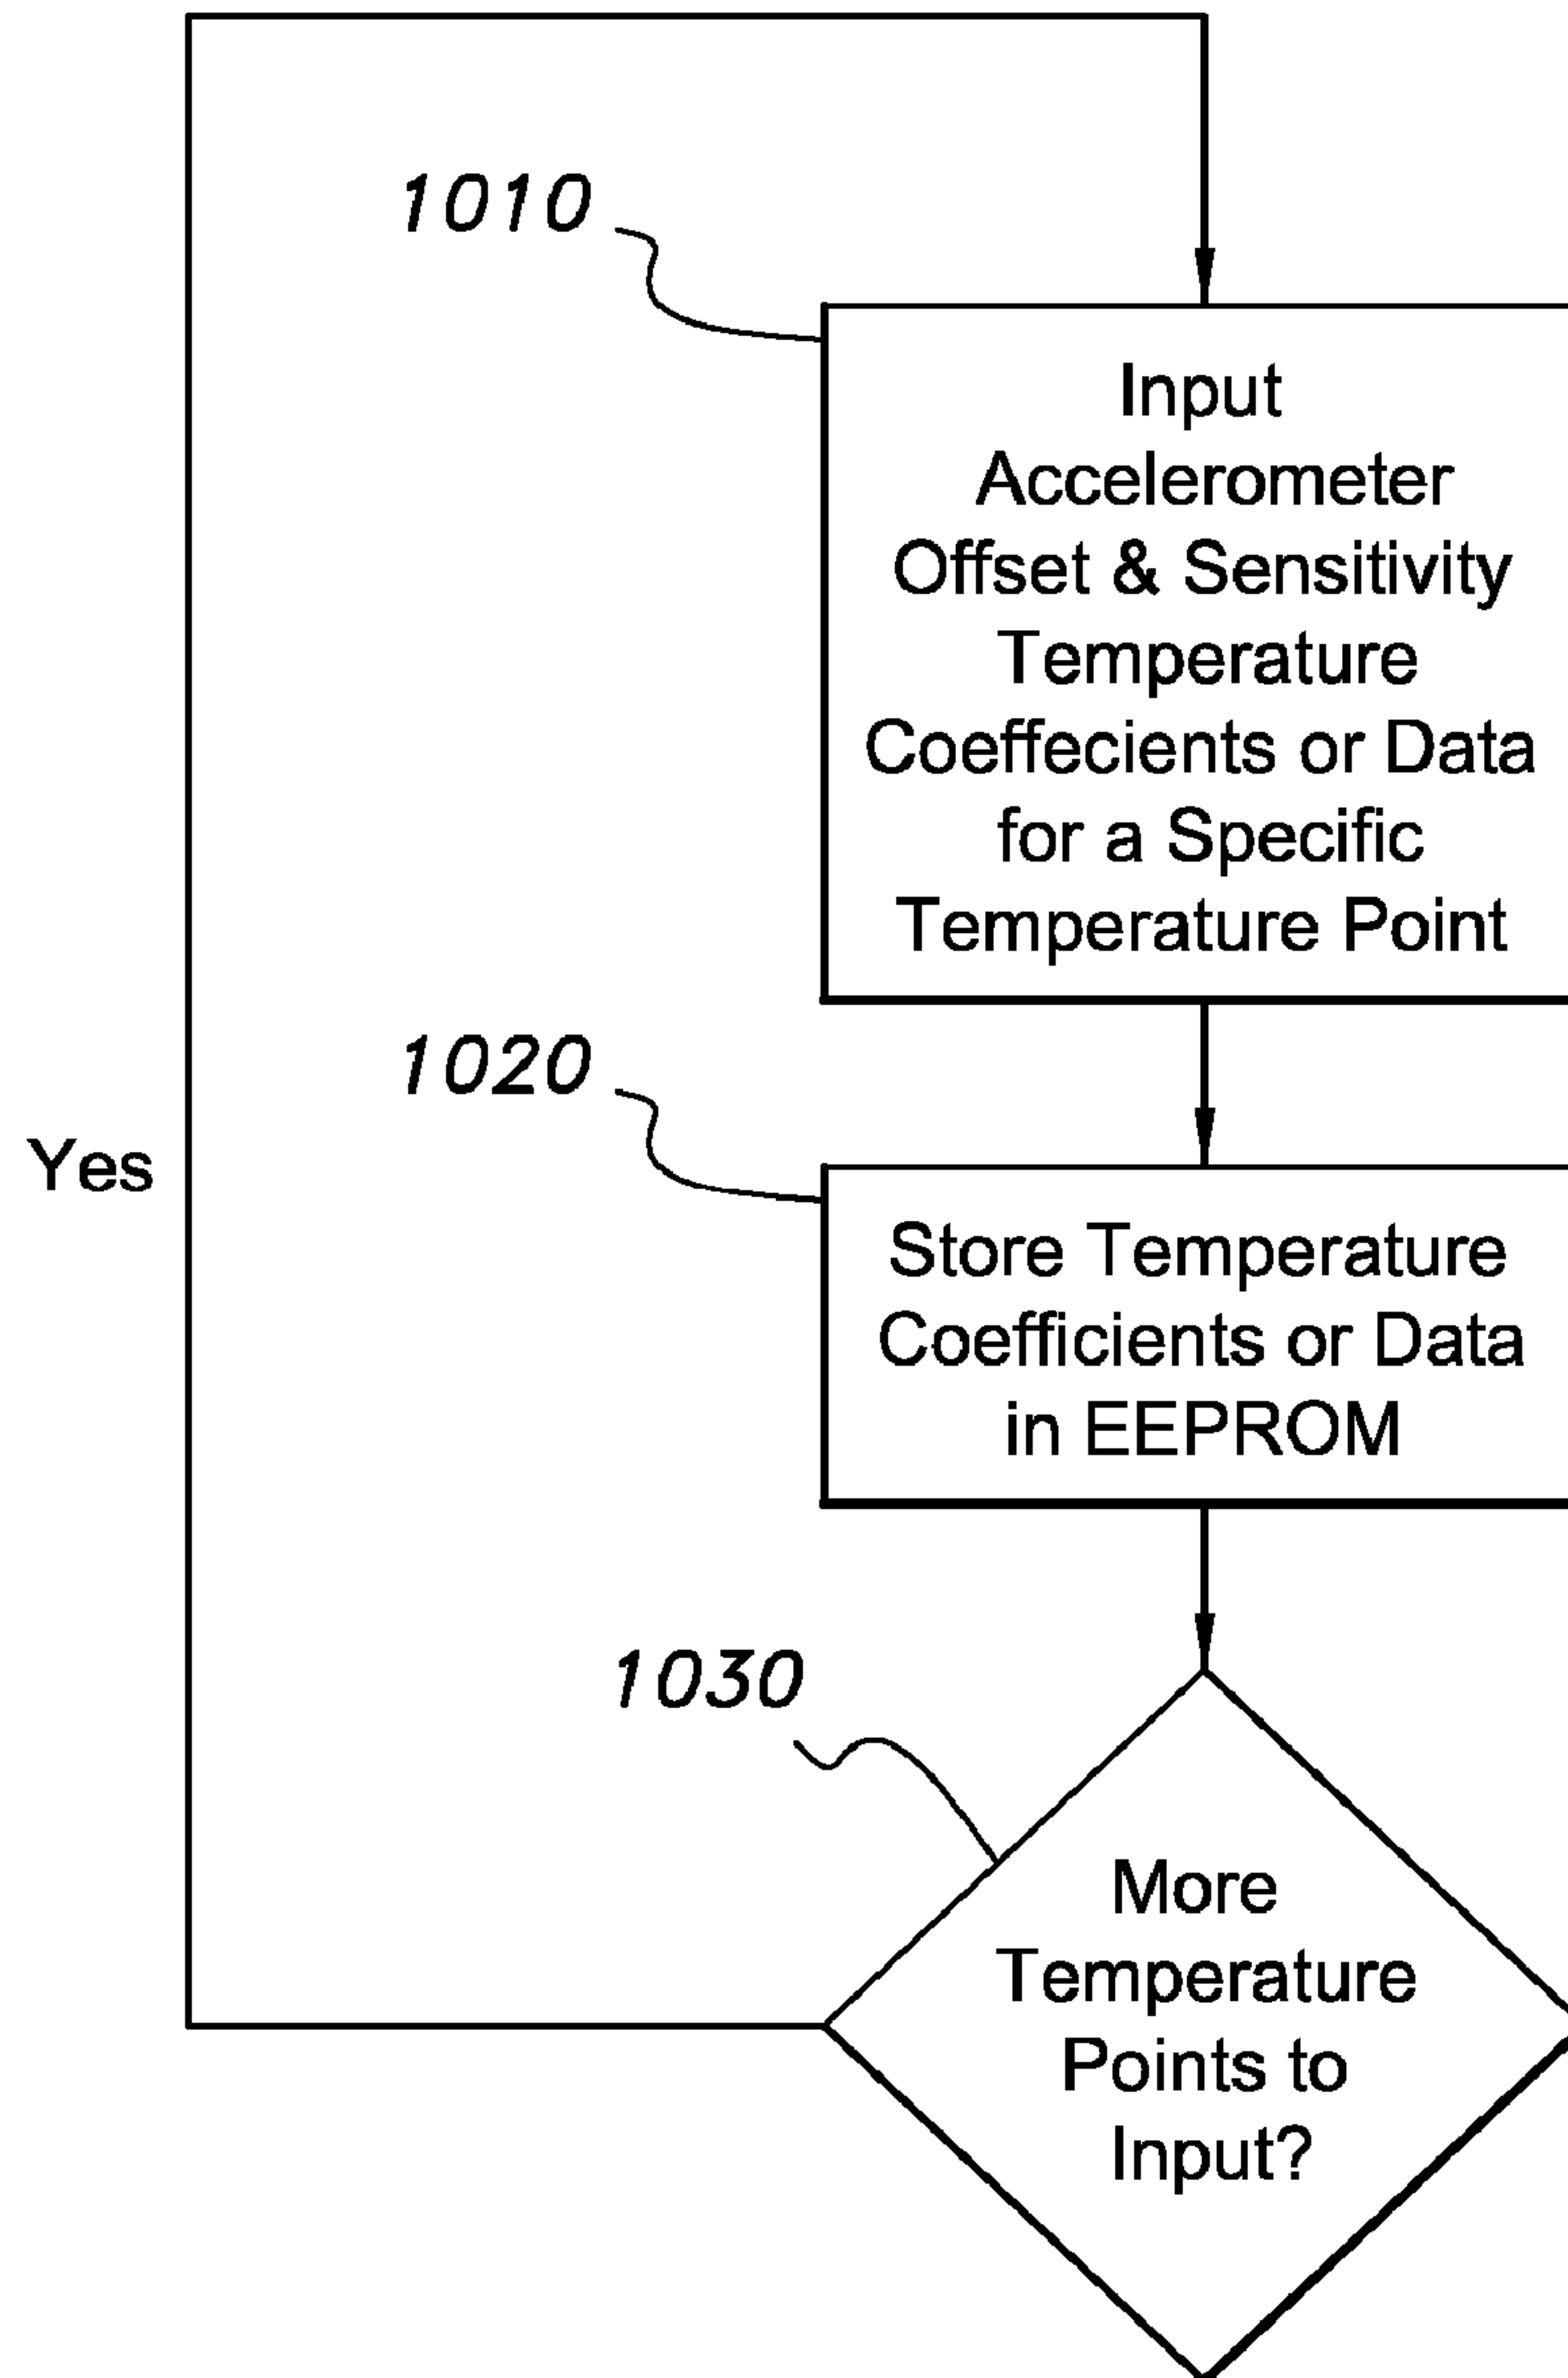 1010
Input
Accelerometer
Offset & Sensitivity
Temperature
Coeffecients or Data
for a Specific
Temperature Point
1020
Yes
Store Temperature
Coefficients or Data
in EEPROM
1030
More
Temperature
Points to
Input?